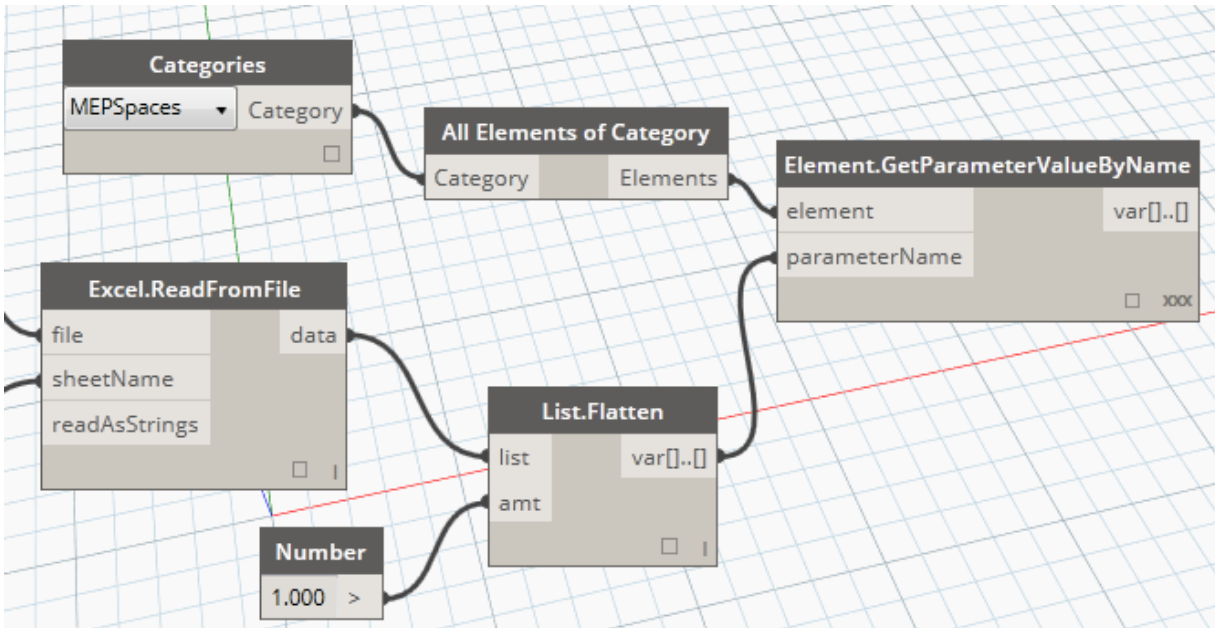 Categories
MEPSpaces Category
All Elements of Category
Category Elements
Element.GetParameterValueByName
element var[]..[]
parameterName
xxx
Excel.ReadFromFile
file data
sheetName
readAsStrings
l
List.Flatten
list var[]..[]
amt
l
Number
1.000 >